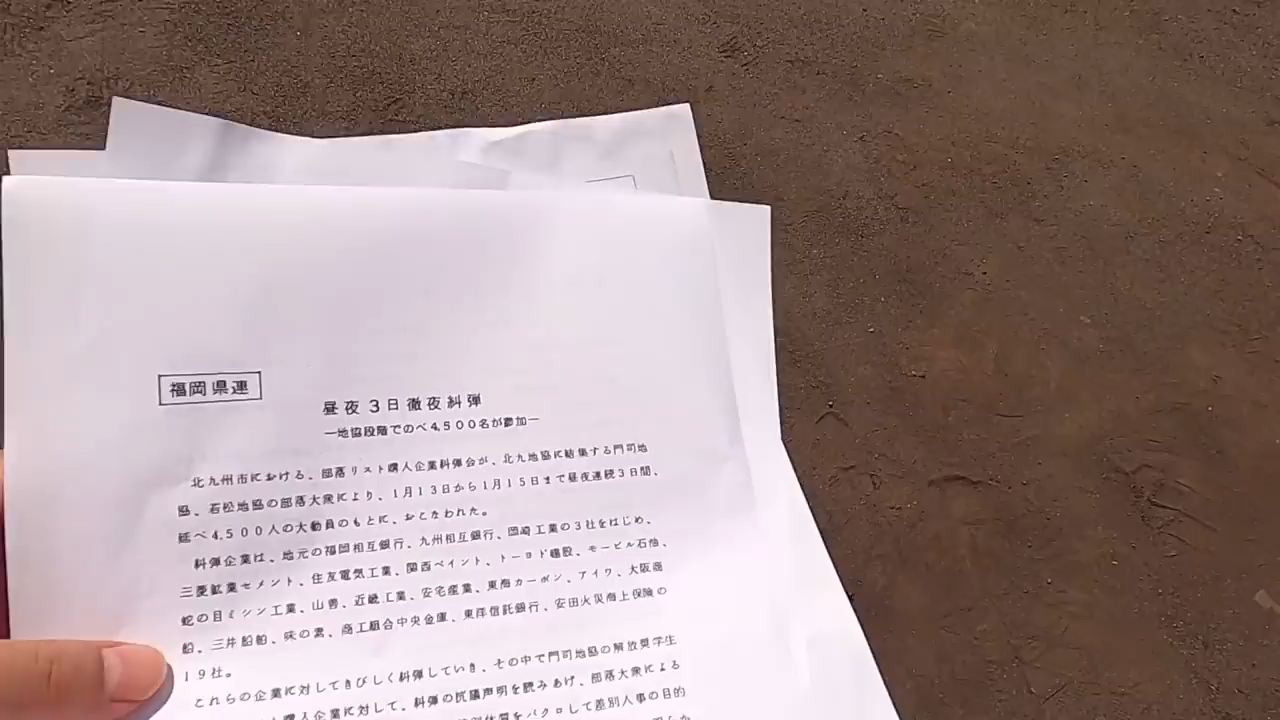 福岡県連
昼夜3日徹夜糾弾
―地協段階でのべ4,500名が参加―
北九州市における、部落リスト購入企業糾弾会が、北九地協に結集する門司地
協、若松地協の部落大衆により、1月13日から1月15日まで昼夜連続3日間、
延べ4,500人の大動員のもとに、おこなわれた。
糾弾企業は、地元の福岡相互銀行、九州相互銀行、岡崎工業の3社をはじめ、
三菱鉱業セメント、住友電気工業、関西ペイント、トーヨド建設、モービル石油、
蛇の目ミシン工業、山善、近畿工業、安宅産業、東海カーボン、アイワ、大阪商
船、三井船舶、味の素、商工組合中央金庫、東洋信託銀行、安田火災海上保険の
19社。
これらの企業に対してきびしく糾弾していき、その中で門司地協の解放奨学生
購入企業に対して、糾弾の抗議声明を読みあげ、部落大衆による
体質をバクロして差別人事の目的